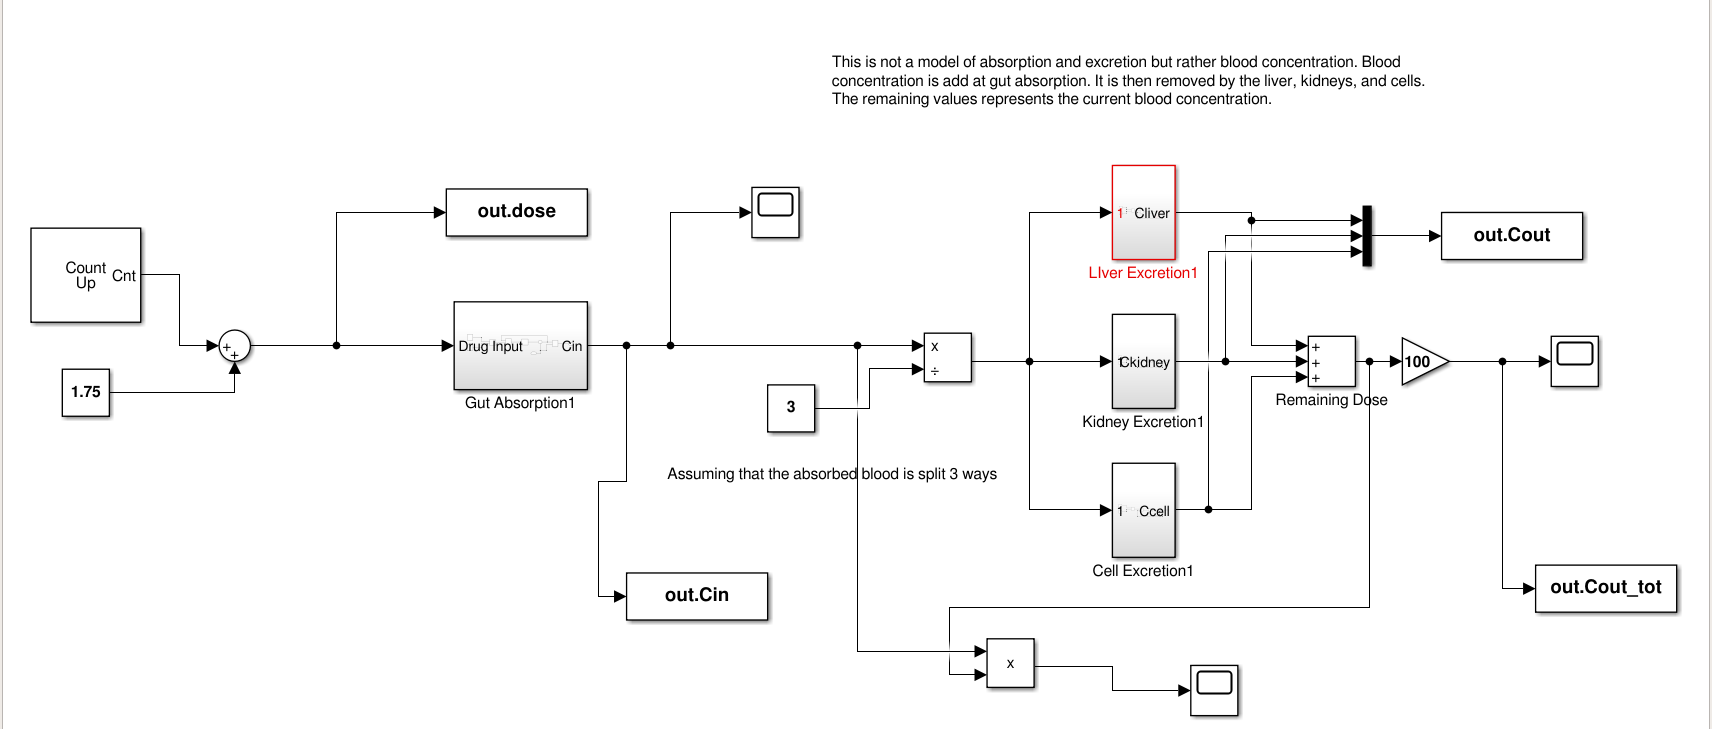 This is not a model of absorption and excretion but rather blood concentration. Blood
concentration is add at gut absorption. It is then removed by the liver, kidneys, and cells.
The remaining values represents the current blood concentration.
out.dose
Count
Up
Cnt
+
+
1.75
Drug Input
Cin
Gut Absorption1
x
÷
3
Assuming that the absorbed blood is split 3 ways
out.Cin
1
Cliver
LIver Excretion1
1
Ckidney
Kidney Excretion1
1
Ccell
Cell Excretion1
out.Cout
+
+
+
Remaining Dose
100
out.Cout_tot
x